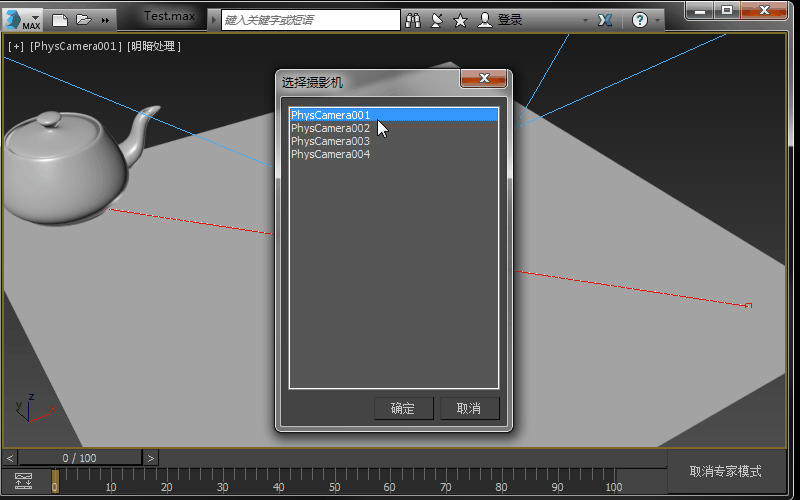 MAX
Test.max
键入关键字或短语
登录
[+] [PhysCamera001] [明暗处理]
选择摄影机
PhysCamera001
PhysCamera002
PhysCamera003
PhysCamera004
确定
取消
z
y
< 0 / 100 >
0 10 20 30 40 50 60 70 80 90 100
取消专家模式